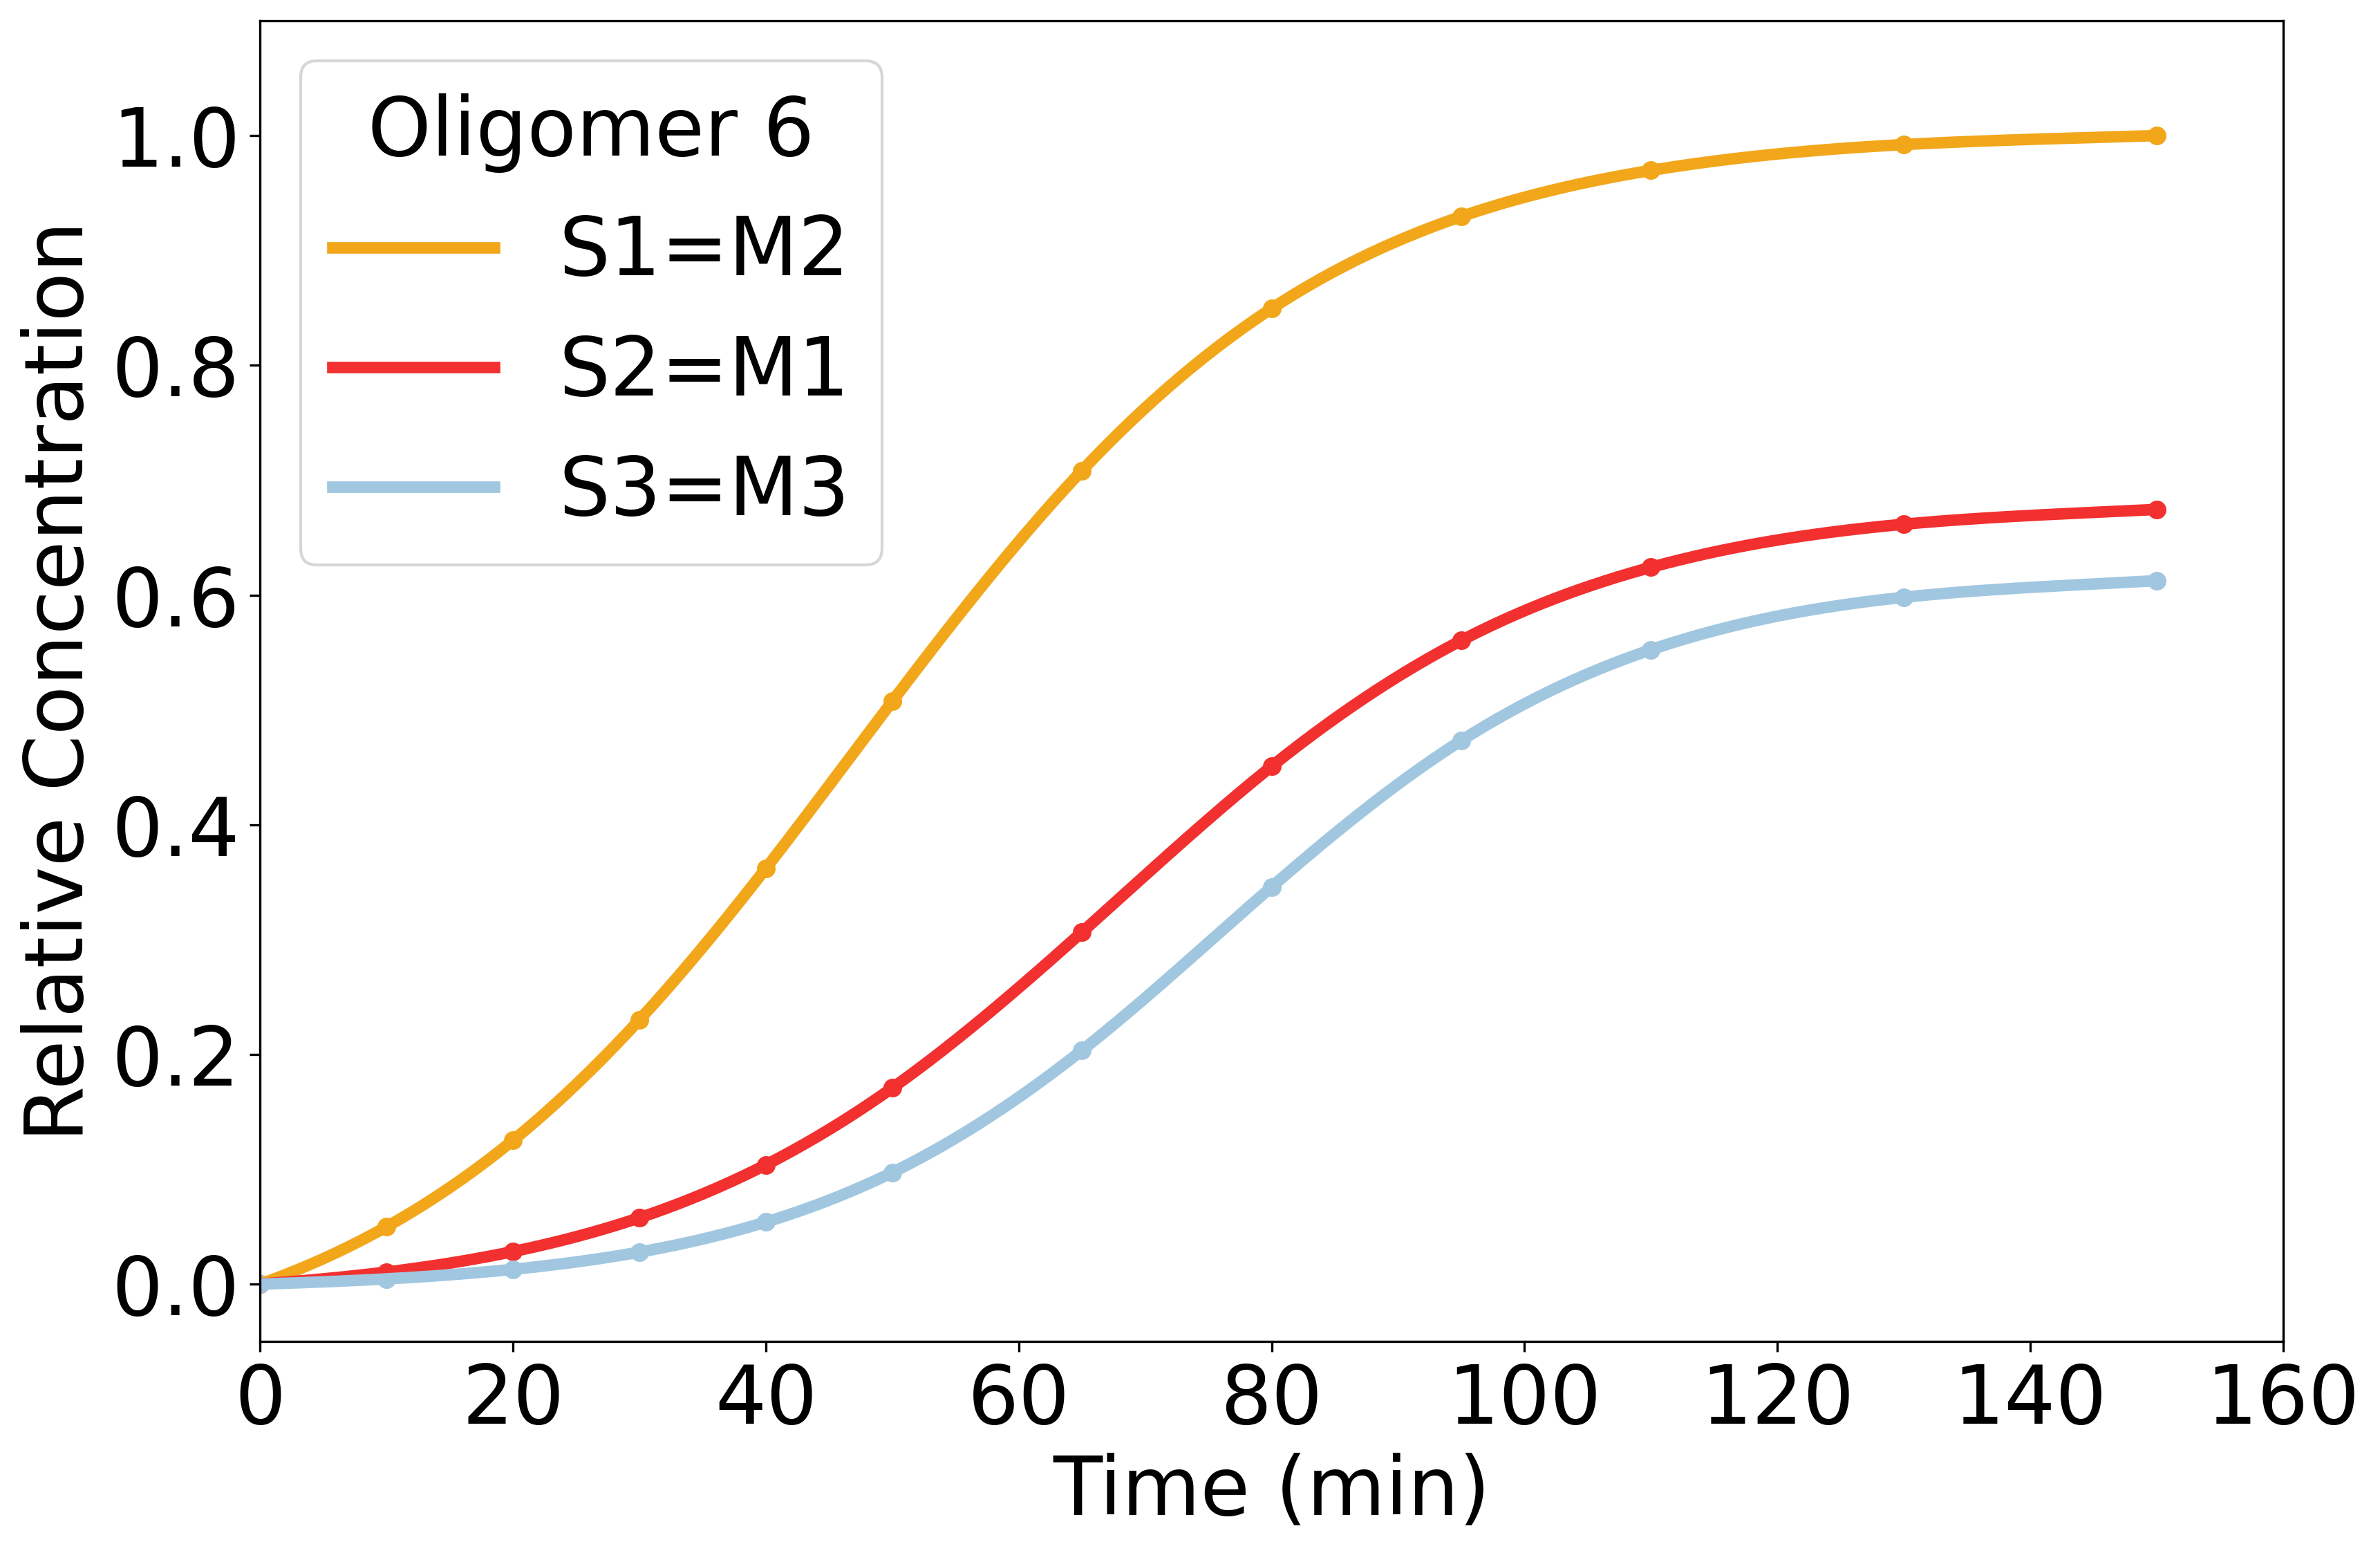 Oligomer 6
S1=M2
S2=M1
S3=M3
Relative Concentration
1.0
0.8
0.6
0.4
0.2
0.0
0 20 40 60 80 100 120 140 160
Time (min)